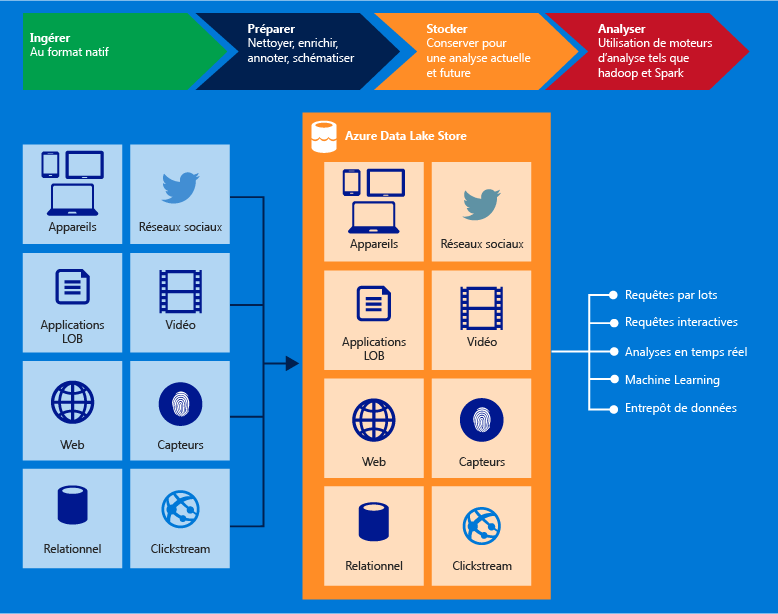 Ingérer
Au format natif
Préparer
Nettoyer, enrichir,
annoter, schématiser
Stocker
Conserver pour
une analyse actuelle
et future
Analyser
Utilisation de moteurs
d’analyse tels que
hadoop et Spark
Appareils
Réseaux sociaux
Applications
LOB
Vidéo
Web
Capteurs
Relationnel
Clickstream
Azure Data Lake Store
Appareils
Réseaux sociaux
Applications
LOB
Vidéo
Web
Capteurs
Relationnel
Clickstream
Requêtes par lots
Requêtes interactives
Analyses en temps réel
Machine Learning
Entrepôt de données